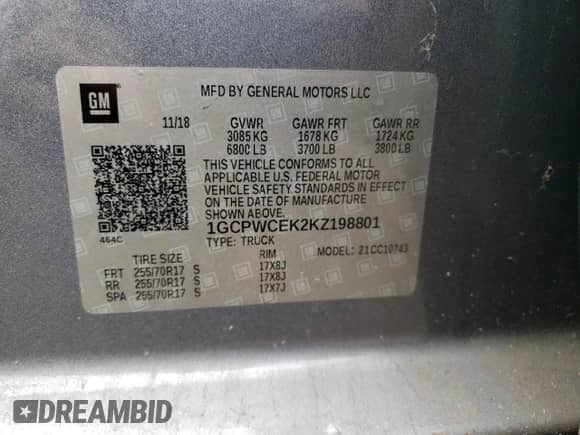 GM
MFD BY GENERAL MOTORS LLC
11/18 GVWR GAWR FRT GAWR RR
3085 KG 1678 KG 1724 KG
6800 LB 3700 LB 3800 LB
THIS VEHICLE CONFORMS TO ALL
APPLICABLE U.S. FEDERAL MOTOR
VEHICLE SAFETY STANDARDS IN EFFECT
ON THE DATE OF MANUFACTURE
SHOWN ABOVE.
464C
1GCPWCEK2KZ198801
TYPE: TRUCK MODEL: 21CC10743
TIRE SIZE RIM
FRT 255/70R17 S 17X8J
RR 255/70R17 S 17X8J
SPA 265/70R17 S 17X7J
DREAMBID